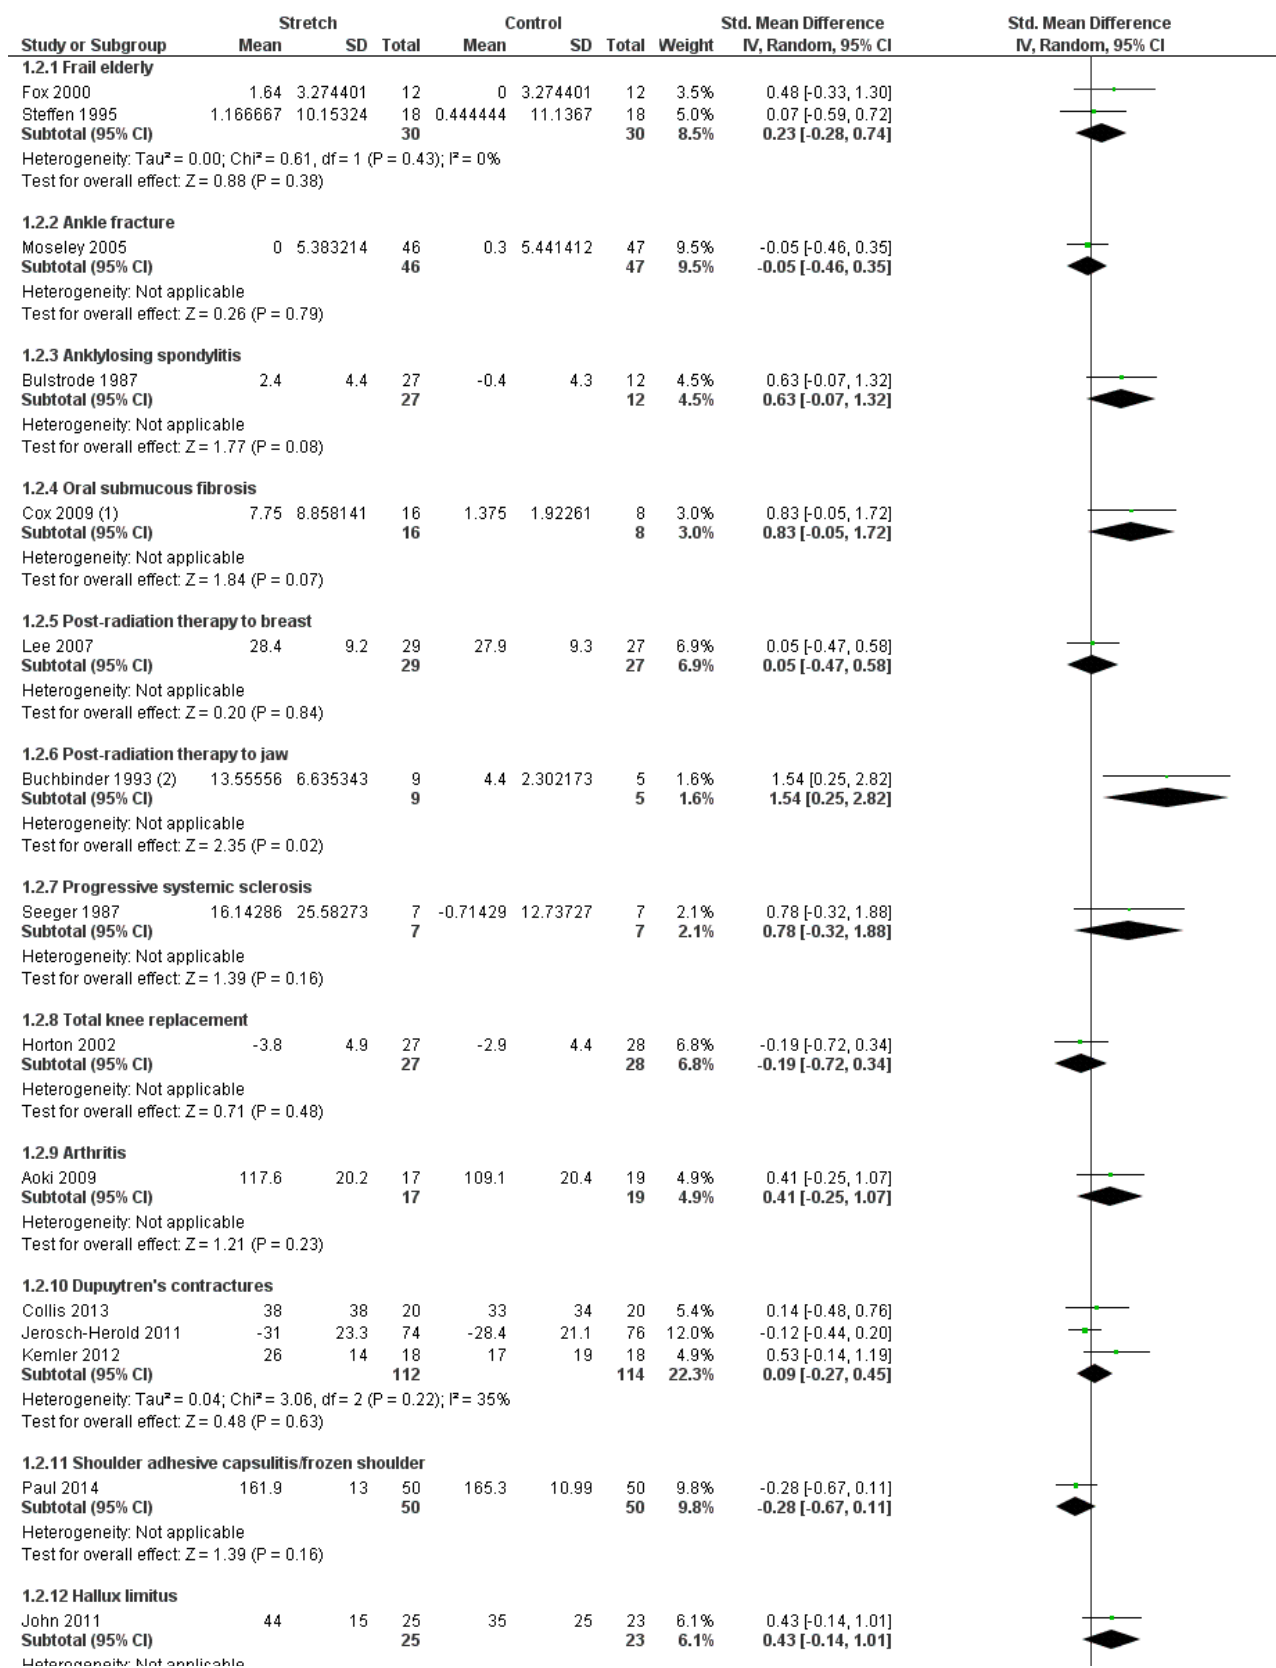 Stretch Control Std. Mean Difference Std. Mean Difference
Study or Subgroup Mean SD Total Mean SD Total Weight IV, Random, 95% CI IV, Random, 95% CI
1.2.1 Frail elderly
Fox 2000 1.64 3.274401 12 0 3.274401 12 3.5% 0.48 [-0.33, 1.30]
Steffen 1995 1.166667 10.15324 18 0.444444 11.1367 18 5.0% 0.07 [-0.59, 0.72]
Subtotal (95% CI) 30 30 8.5% 0.23 [-0.28, 0.74]
Heterogeneity: Tau² = 0.00; Chi² = 0.61, df = 1 (P = 0.43); I² = 0%
Test for overall effect: Z = 0.88 (P = 0.38)
1.2.2 Ankle fracture
Moseley 2005 0 5.383214 46 0.3 5.441412 47 9.5% -0.05 [-0.46, 0.35]
Subtotal (95% CI) 46 47 9.5% -0.05 [-0.46, 0.35]
Heterogeneity: Not applicable
Test for overall effect: Z = 0.26 (P = 0.79)
1.2.3 Anklylosing spondylitis
Bulstrode 1987 2.4 4.4 27 -0.4 4.3 12 4.5% 0.63 [-0.07, 1.32]
Subtotal (95% CI) 27 12 4.5% 0.63 [-0.07, 1.32]
Heterogeneity: Not applicable
Test for overall effect: Z = 1.77 (P = 0.08)
1.2.4 Oral submucous fibrosis
Cox 2009 (1) 7.75 8.858141 16 1.375 1.92261 8 3.0% 0.83 [-0.05, 1.72]
Subtotal (95% CI) 16 8 3.0% 0.83 [-0.05, 1.72]
Heterogeneity: Not applicable
Test for overall effect: Z = 1.84 (P = 0.07)
1.2.5 Post-radiation therapy to breast
Lee 2007 28.4 9.2 29 27.9 9.3 27 6.9% 0.05 [-0.47, 0.58]
Subtotal (95% CI) 29 27 6.9% 0.05 [-0.47, 0.58]
Heterogeneity: Not applicable
Test for overall effect: Z = 0.20 (P = 0.84)
1.2.6 Post-radiation therapy to jaw
Buchbinder 1993 (2) 13.55556 6.635343 9 4.4 2.302173 5 1.6% 1.54 [0.25, 2.82]
Subtotal (95% CI) 9 5 1.6% 1.54 [0.25, 2.82]
Heterogeneity: Not applicable
Test for overall effect: Z = 2.35 (P = 0.02)
1.2.7 Progressive systemic sclerosis
Seeger 1987 16.14286 25.58273 7 -0.71429 12.73727 7 2.1% 0.78 [-0.32, 1.88]
Subtotal (95% CI) 7 7 2.1% 0.78 [-0.32, 1.88]
Heterogeneity: Not applicable
Test for overall effect: Z = 1.39 (P = 0.16)
1.2.8 Total knee replacement
Horton 2002 -3.8 4.9 27 -2.9 4.4 28 6.8% -0.19 [-0.72, 0.34]
Subtotal (95% CI) 27 28 6.8% -0.19 [-0.72, 0.34]
Heterogeneity: Not applicable
Test for overall effect: Z = 0.71 (P = 0.48)
1.2.9 Arthritis
Aoki 2009 117.6 20.2 17 109.1 20.4 19 4.9% 0.41 [-0.25, 1.07]
Subtotal (95% CI) 17 19 4.9% 0.41 [-0.25, 1.07]
Heterogeneity: Not applicable
Test for overall effect: Z = 1.21 (P = 0.23)
1.2.10 Dupuytren's contractures
Collis 2013 38 38 20 33 34 20 5.4% 0.14 [-0.48, 0.76]
Jerosch-Herold 2011 -31 23.3 74 -28.4 21.1 76 12.0% -0.12 [-0.44, 0.20]
Kemler 2012 26 14 18 17 19 18 4.9% 0.53 [-0.14, 1.19]
Subtotal (95% CI) 112 114 22.3% 0.09 [-0.27, 0.45]
Heterogeneity: Tau² = 0.04; Chi² = 3.06, df = 2 (P = 0.22); I² = 35%
Test for overall effect: Z = 0.48 (P = 0.63)
1.2.11 Shoulder adhesive capsulitis/frozen shoulder
Paul 2014 161.9 13 50 165.3 10.99 50 9.8% -0.28 [-0.67, 0.11]
Subtotal (95% CI) 50 50 9.8% -0.28 [-0.67, 0.11]
Heterogeneity: Not applicable
Test for overall effect: Z = 1.39 (P = 0.16)
1.2.12 Hallux limitus
John 2011 44 15 25 35 25 23 6.1% 0.43 [-0.14, 1.01]
Subtotal (95% CI) 25 23 6.1% 0.43 [-0.14, 1.01]
Heterogeneity: Not applicable